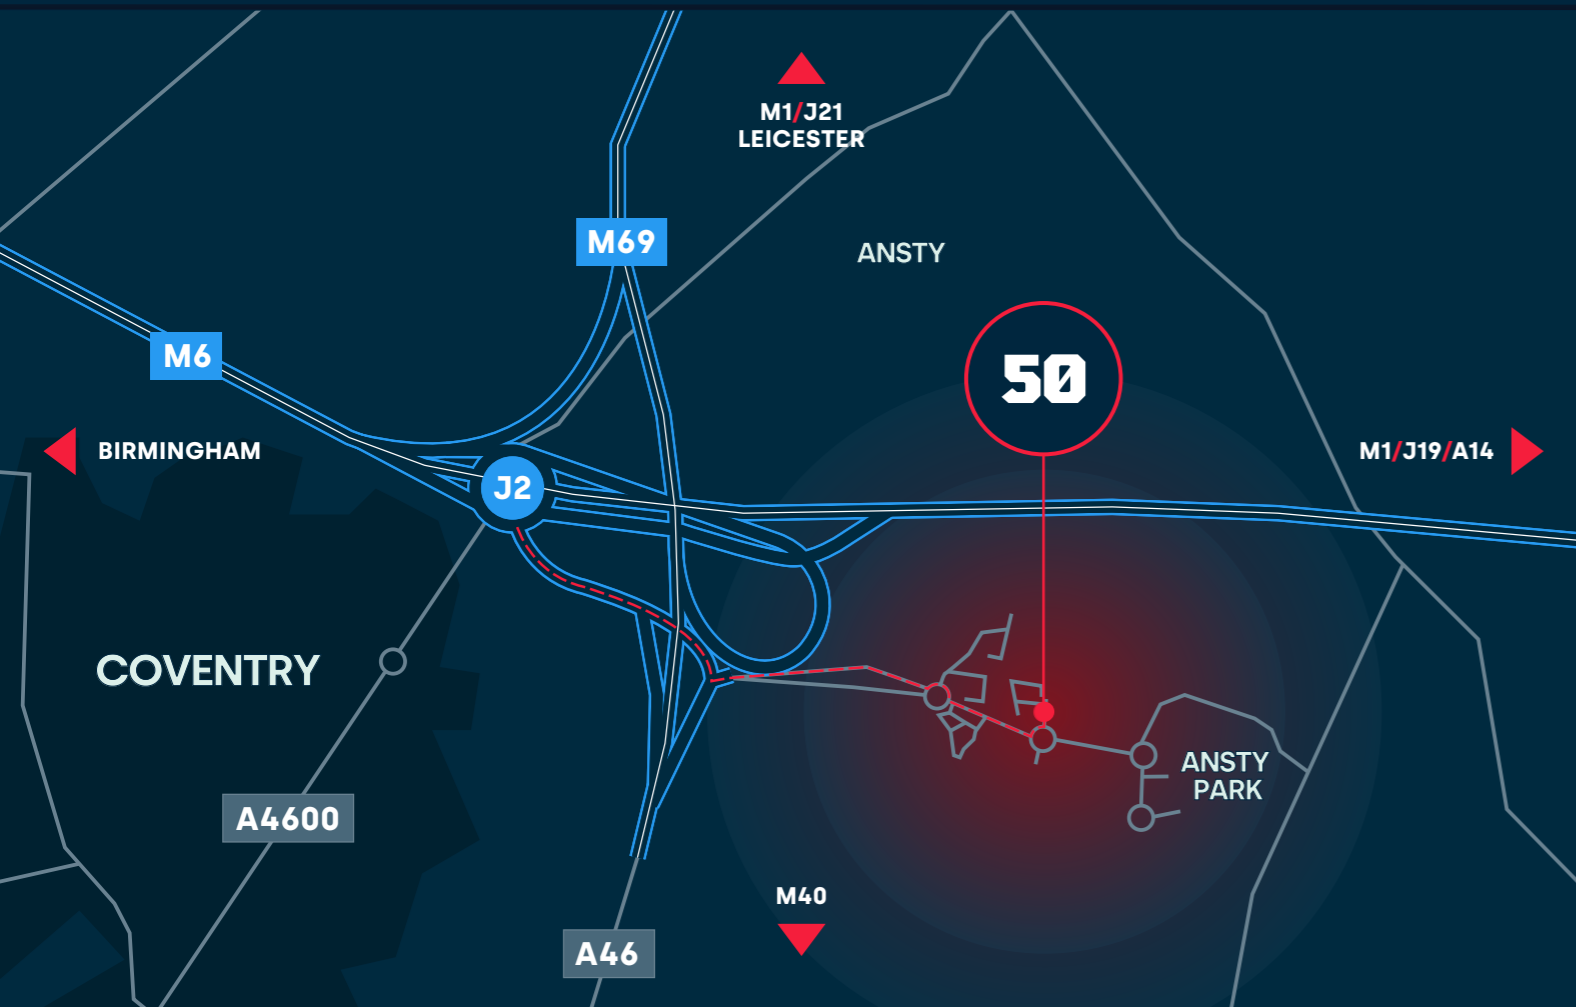 M1/J21
LEICESTER
M69
ANSTY
M6
50
BIRMINGHAM
M1/J19/A14
J2
COVENTRY
ANSTY
PARK
A4600
M40
A46